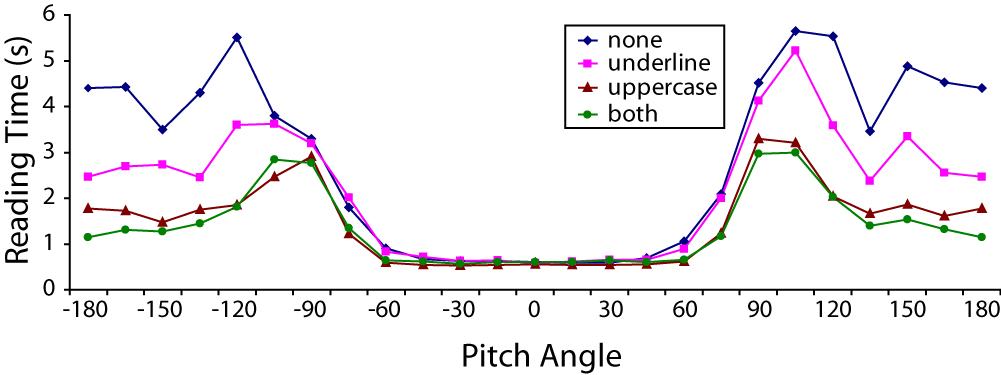 6
5
4
3
2
1
0
Reading Time (s)
none
underline
uppercase
both
-180 -150 -120 -90 -60 -30 0 30 60 90 120 150 180
Pitch Angle